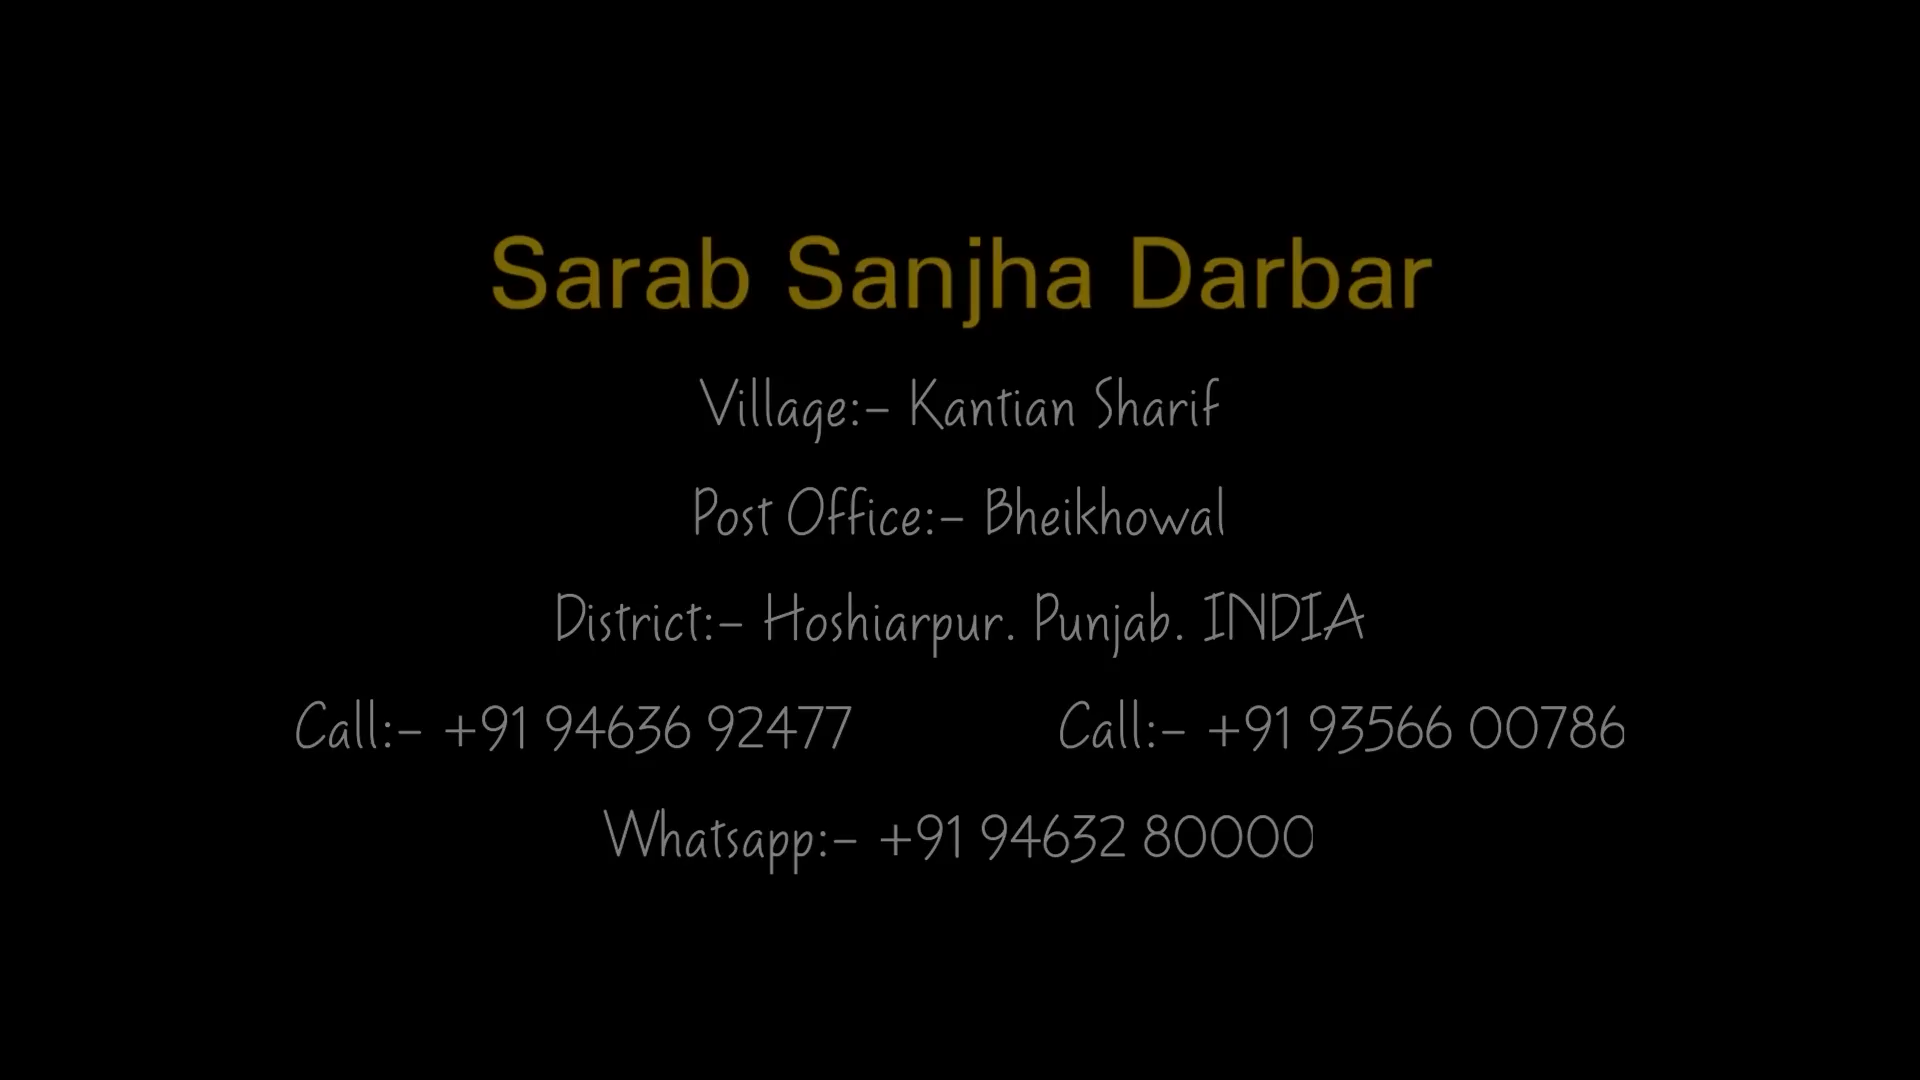 Sarab Sanjha Darbar
Village:- Kantian Sharif
Post Office:- Bheikhowal
District:- Hoshiarpur. Punjab. INDIA
Call:- +91 94636 92477 Call:- +91 93566 00786
Whatsapp:- +91 94632 80000